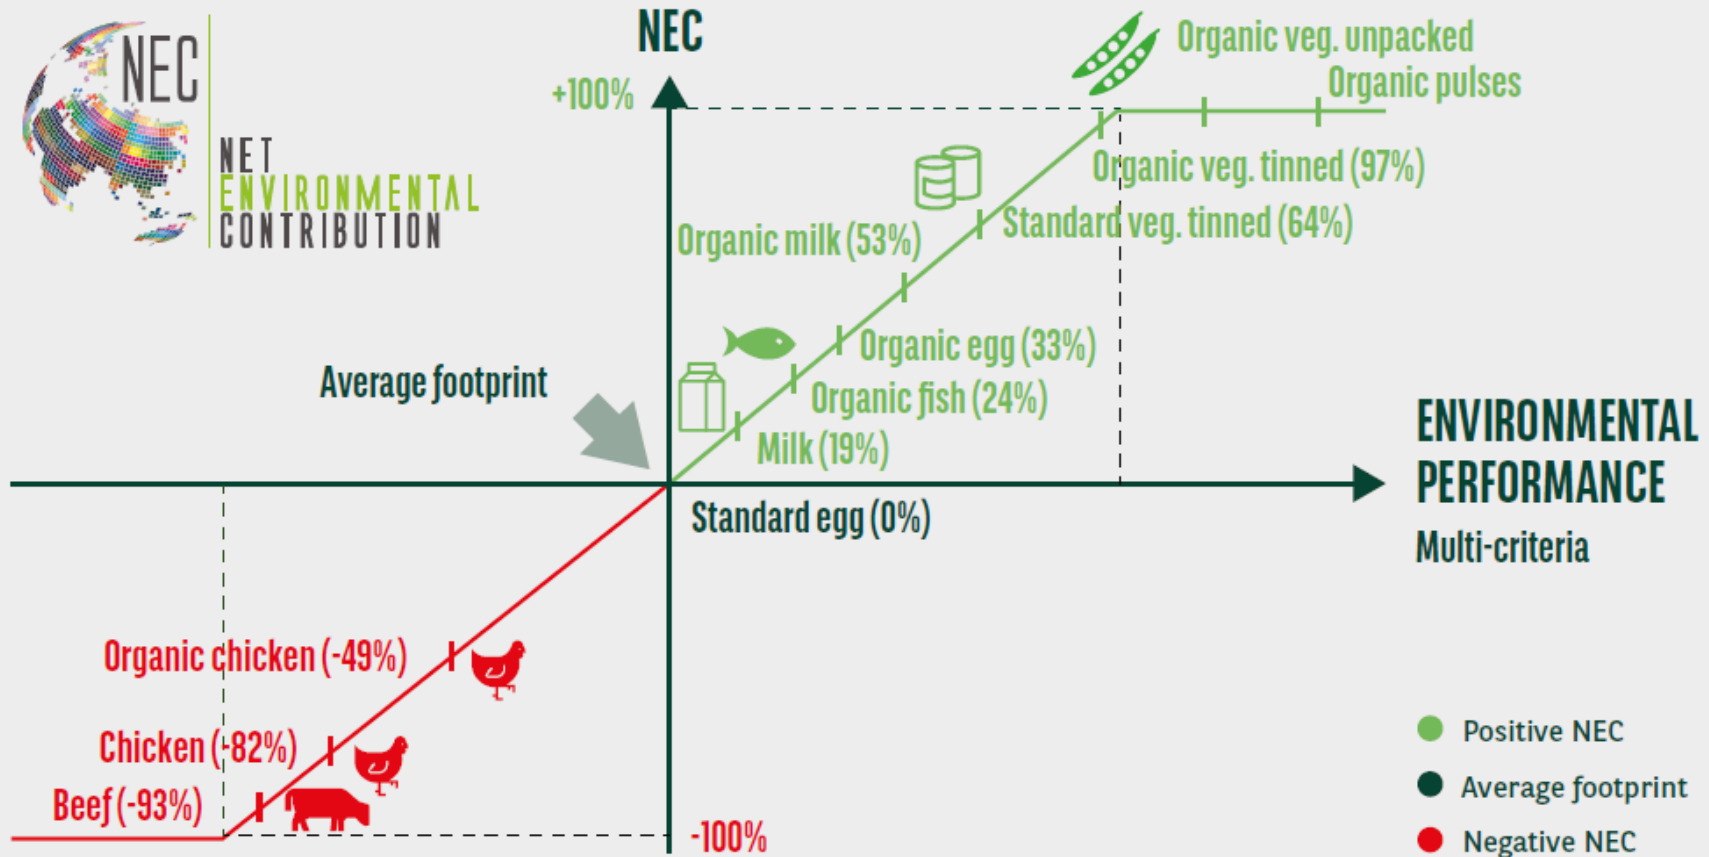 NEC
NET
ENVIRONMENTAL
CONTRIBUTION
NEC
+100%
Organic veg. unpacked
Organic pulses
Organic veg. tinned (97%)
Standard veg. tinned (64%)
Organic milk (53%)
Organic egg (33%)
Average footprint
Organic fish (24%)
Milk (19%)
ENVIRONMENTAL
PERFORMANCE
Multi-criteria
Standard egg (0%)
Organic chicken (-49%)
Chicken (-82%)
Beef (-93%)
-100%
Positive NEC
Average footprint
Negative NEC